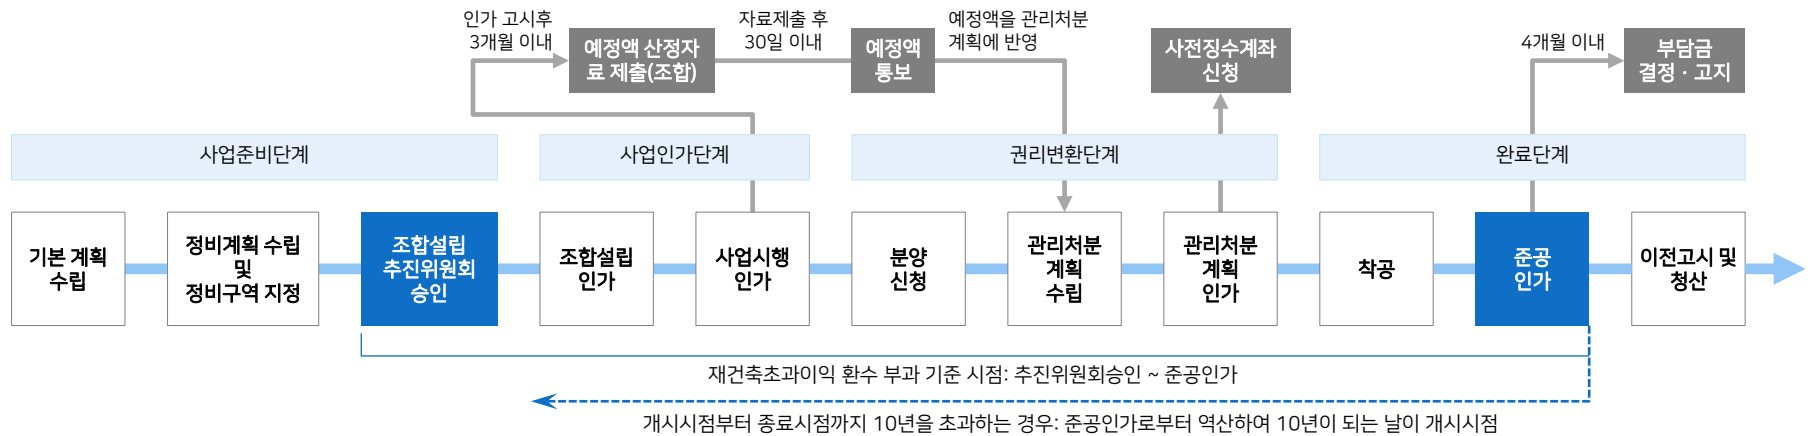 인가 고시후
3개월 이내
예정액 산정자
료 제출(조합)
자료제출 후
30일 이내
예정액
통보
예정액을 관리처분
계획에 반영
사전징수계좌
신청
4개월 이내
부담금
결정 · 고지
사업준비단계
사업인가단계
권리변환단계
완료단계
기본 계획
수립
정비계획 수립
및
정비구역 지정
조합설립
추진위원회
승인
조합설립
인가
사업시행
인가
분양
신청
관리처분
계획
수립
관리처분
계획
인가
착공
준공
인가
이전고시 및
청산
재건축초과이익 환수 부과 기준 시점: 추진위원회승인 ~ 준공인가
개시시점부터 종료시점까지 10년을 초과하는 경우: 준공인가로부터 역산하여 10년이 되는 날이 개시시점